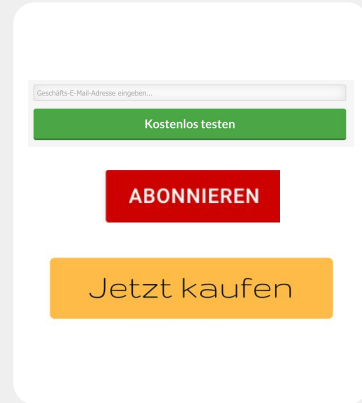 Geschäfts-E-Mail-Adresse eingeben...
Kostenlos testen
ABONNIEREN
Jetzt kaufen